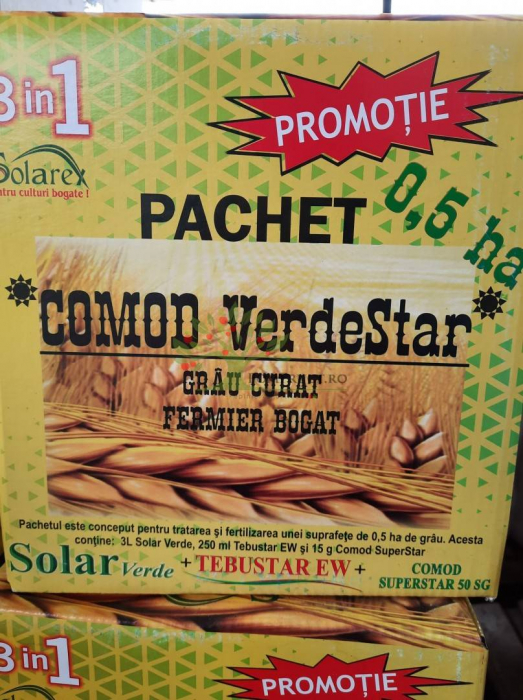 3 in 1
PROMOȚIE
Solarex
ntru culturi bogate !
0,5 ha
PACHET
COMOD VerdeStar
GRÂU CURAT
FERMIER BOGAT
Pachetul este conceput pentru tratarea și fertilizarea unei suprafețe de 0,5 ha de grâu. Acesta
conține: 3L Solar Verde, 250 ml Tebustar EW și 15 g Comod SuperStar
Solar Verde + TEBUSTAR EW + COMOD
SUPERSTAR 50 SG
3 in 1
PROMOȚIE